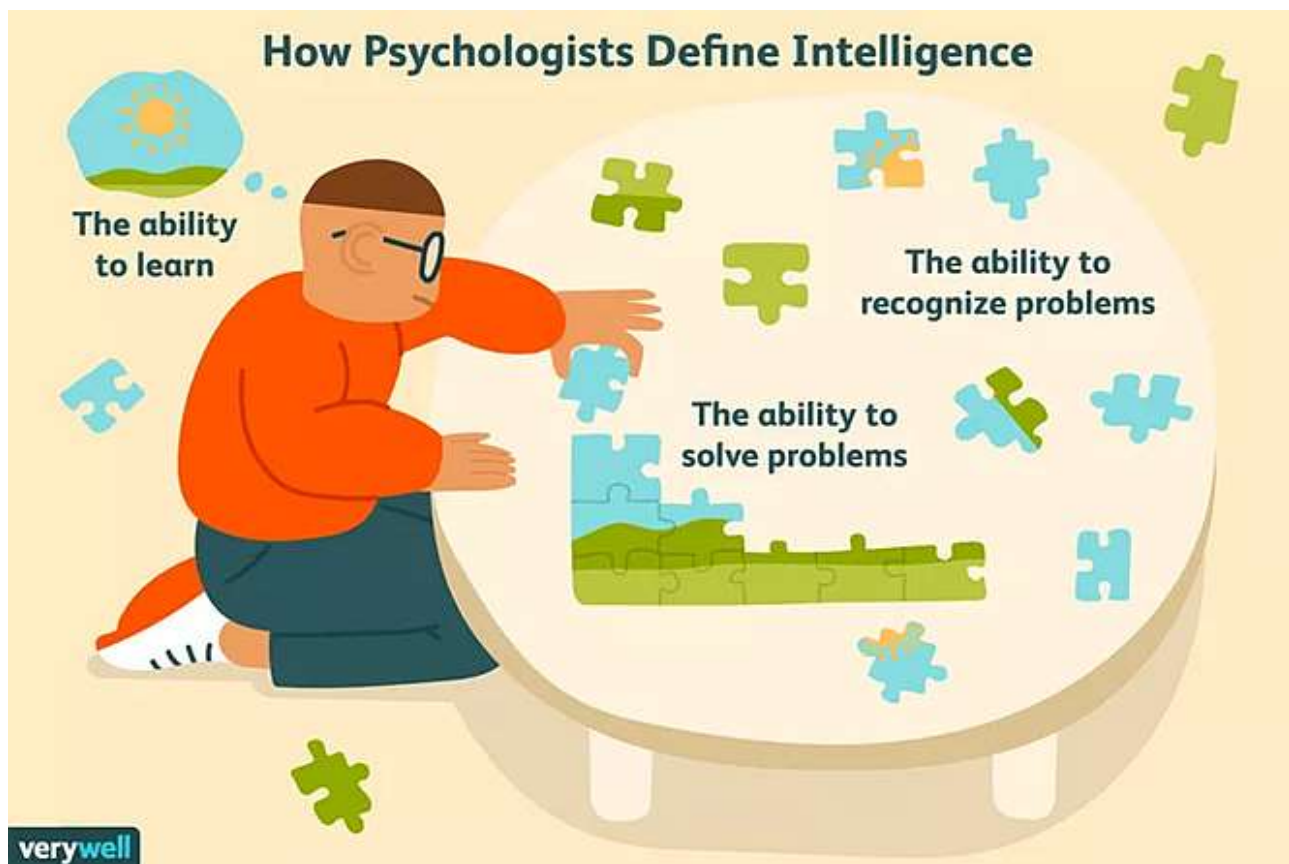 How Psychologists Define Intelligence
The ability
to learn
The ability to
recognize problems
The ability to
solve problems
verywell